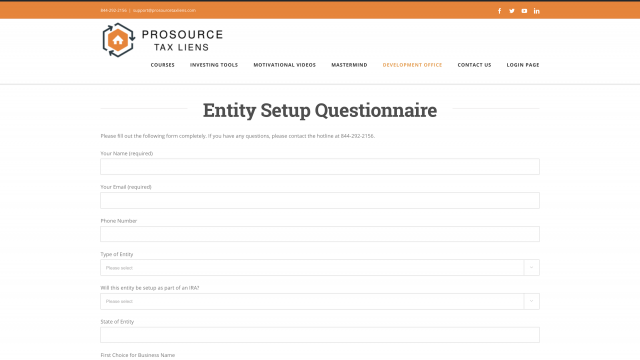 844-292-2156 | support@prosourcetaxliens.com
PROSOURCE
TAX LIENS
COURSES INVESTING TOOLS MOTIVATIONAL VIDEOS MASTERMIND DEVELOPMENT OFFICE CONTACT US LOGIN PAGE
Entity Setup Questionnaire
Please fill out the following form completely. If you have any questions, please contact the hotline at 844-292-2156.
Your Name (required)
Your Email (required)
Phone Number
Type of Entity
Please select
Will this entity be setup as part of an IRA?
Please select
State of Entity
First Choice for Business Name